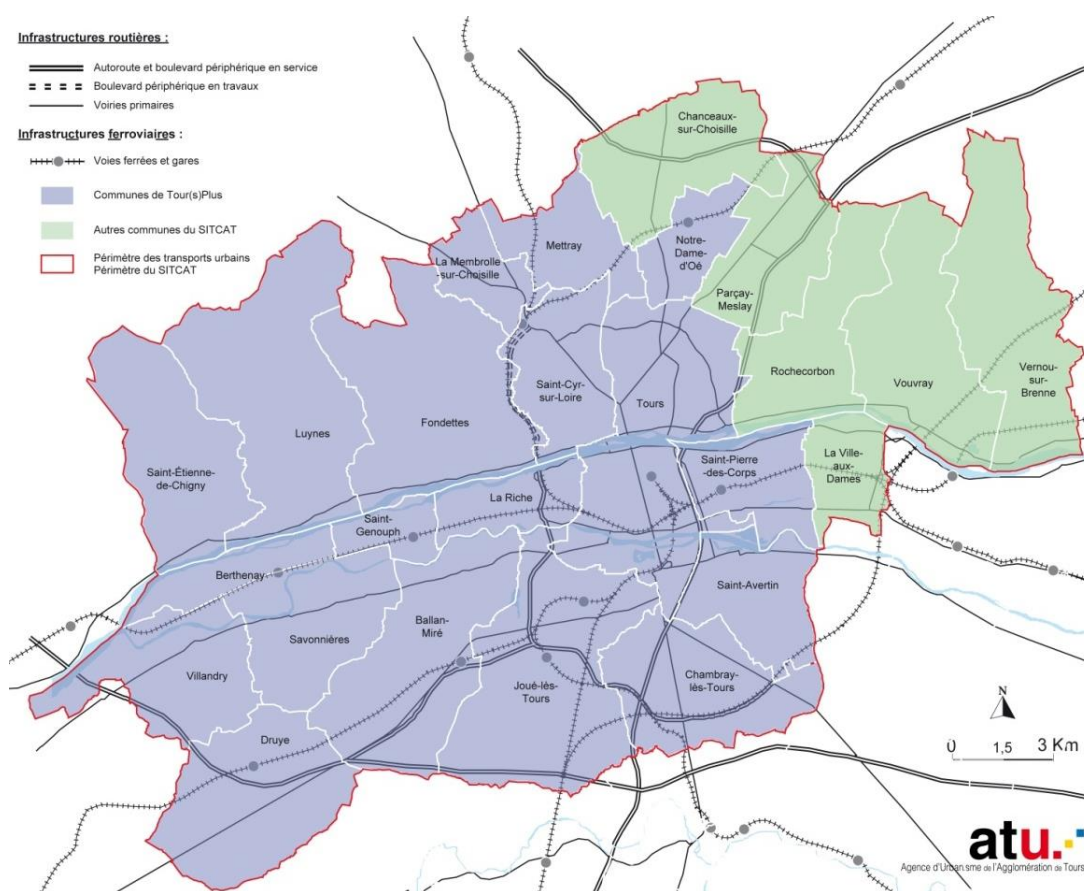 Infrastructures routières :
Autoroute et boulevard périphérique en service
Boulevard périphérique en travaux
Voiries primaires
Infrastructures ferroviaires :
Voies ferrées et gares
Communes de Tour(s)Plus
Autres communes du SITCAT
Périmètre des transports urbains
Périmètre du SITCAT
Chanceaux-
sur-Choisille
Mettray
Notre-
Dame-
d'Oé
La Membrolle
-sur-Choisille
Parçay-
Meslay
Rochecorbon
Vouvray
Vernou-
sur-
Brenne
Saint-Cyr-
sur-Loire
Tours
Fondettes
Luynes
Saint-Étienne-
de-Chigny
Saint-Pierre
-des-Corps
La Ville-
aux-
Dames
La Riche
Saint-
Genouph
Berthenay
Saint-Avertin
Ballan-
Miré
Savonnières
Villandry
Joué-lès-
Tours
Chambray-
lès-Tours
Druye
N
0 1,5 3 Km
atu.
Agence d'Urbanisme de l'Agglomération de Tours